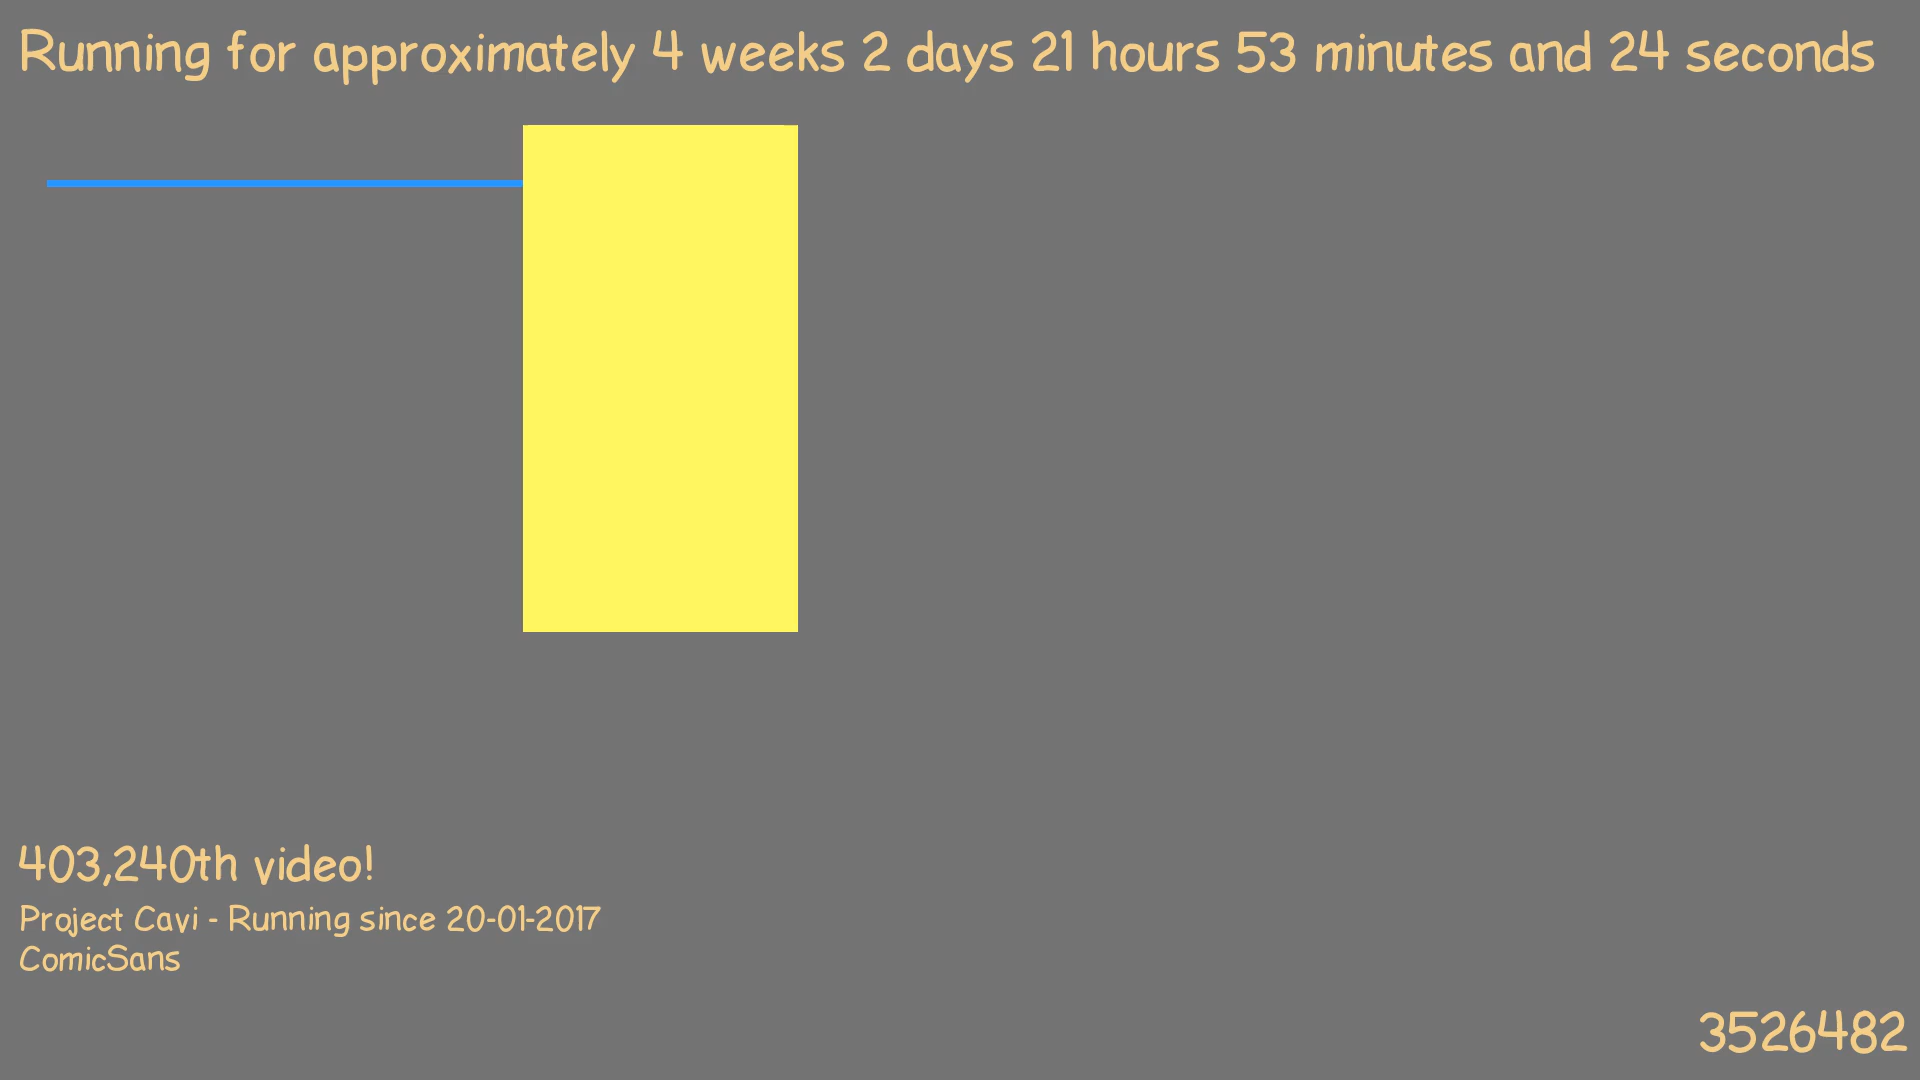 Running for approximately 4 weeks 2 days 21 hours 53 minutes and 24 seconds
403,240th video!
Project Cavi - Running since 20-01-2017
ComicSans
3526482